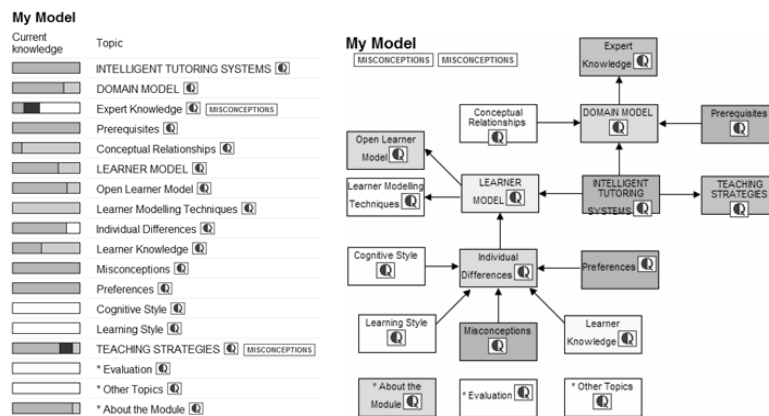 My Model
Current
knowledge
Topic
INTELLIGENT TUTORING SYSTEMS
DOMAIN MODEL
Expert Knowledge MISCONCEPTIONS
Prerequisites
Conceptual Relationships
LEARNER MODEL
Open Learner Model
Learner Modelling Techniques
Individual Differences
Learner Knowledge
Misconceptions
Preferences
Cognitive Style
Learning Style
TEACHING STRATEGIES MISCONCEPTIONS
* Evaluation
* Other Topics
* About the Module
My Model
MISCONCEPTIONS MISCONCEPTIONS
Expert
Knowledge
Conceptual
Relationships
DOMAIN MODEL
Prerequisites
Open Learner
Model
Learner Modelling
Techniques
LEARNER
MODEL
INTELLIGENT
TUTORING
SYSTEMS
TEACHING
STRATEGIES
Cognitive Style
Individual
Differences
Preferences
Learning Style
Misconceptions
Learner
Knowledge
* About the
Module
* Evaluation
* Other Topics